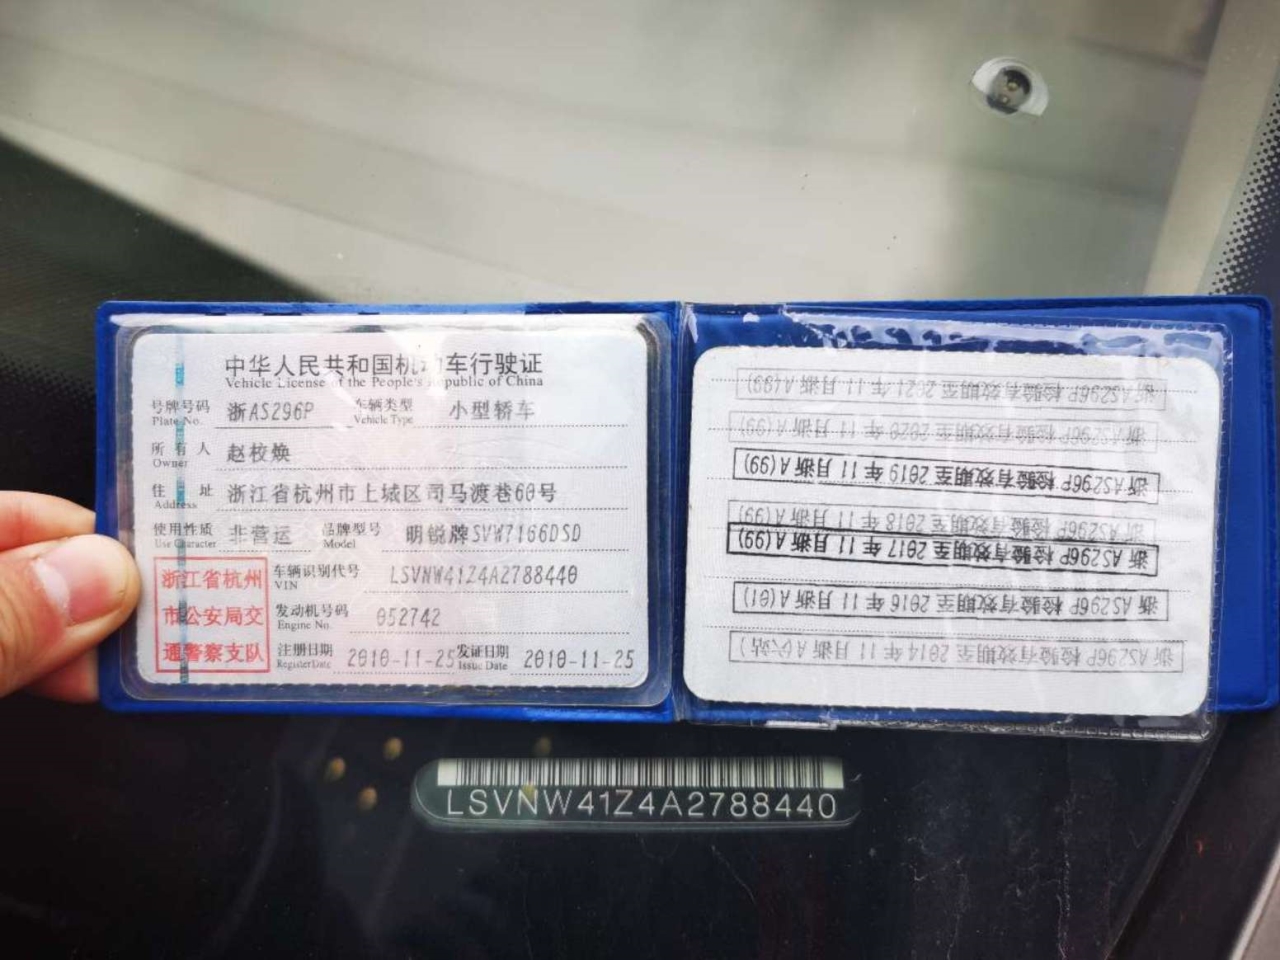 中华人民共和国机动车行驶证
Vehicle License of the People's Republic of China
号牌号码 浙AS296P 车辆类型 小型轿车
Plate No. Vehicle Type
所有人 赵校焕
Owner
住址 浙江省杭州市上城区司马渡巷60号
Address
使用性质 非营运 品牌型号 明锐牌SVW7166DSD
Use Character Model
浙江省杭州
市公安局交
通警察支队
车辆识别代号 LSVNW41Z4A2788440
VIN
发动机号码 052742
Engine No.
注册日期 2010-11-25 发证日期 2010-11-25
Register Date Issue Date
浙AS296P 检验有效期至 2014年11月浙A(六站)
浙AS296P 检验有效期至 2016年11月浙A(01)
浙AS296P 检验有效期至 2017年11月浙A(99)
浙AS296P 检验有效期至 2018年11月浙A(99)
浙AS296P 检验有效期至 2019年11月浙A(99)
浙AS296P 检验有效期至 2020年11月浙A(99)
浙AS296P 检验有效期至 2021年11月浙A(99)
LSVNW41Z4A2788440